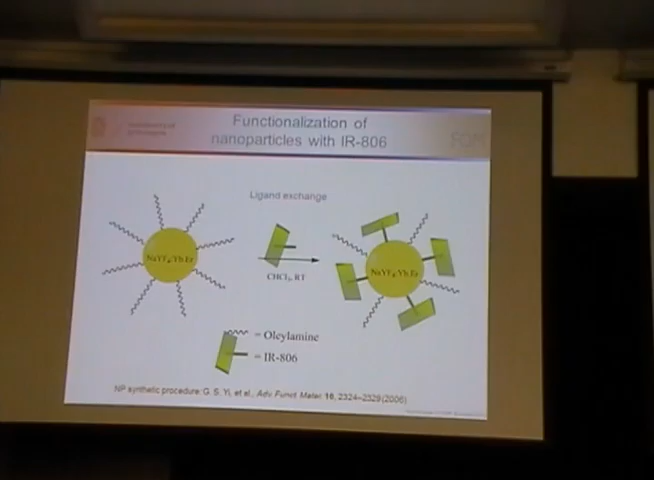 Functionalization of
nanoparticles with IR-806
Ligand exchange
NaYF₄:Yb Er
CHCl₃, RT
NaYF₄:Yb Er
= Oleylamine
= IR-806
NP synthetic procedure: G. S. Yi, et al., Adv. Funct. Mater. 16, 2324–2329 (2006)